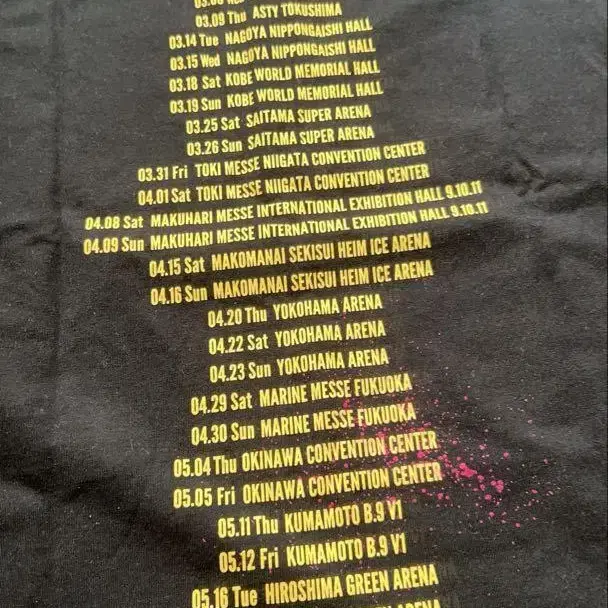 03.09 Thu ASTY TOKUSHIMA
03.14 Tue NAGOYA NIPPONGAISHI HALL
03.15 Wed NAGOYA NIPPONGAISHI HALL
03.18 Sat KOBE WORLD MEMORIAL HALL
03.19 Sun KOBE WORLD MEMORIAL HALL
03.25 Sat SAITAMA SUPER ARENA
03.26 Sun SAITAMA SUPER ARENA
03.31 Fri TOKI MESSE NIIGATA CONVENTION CENTER
04.01 Sat TOKI MESSE NIIGATA CONVENTION CENTER
04.08 Sat MAKUHARI MESSE INTERNATIONAL EXHIBITION HALL 9.10.11
04.09 Sun MAKUHARI MESSE INTERNATIONAL EXHIBITION HALL 9.10.11
04.15 Sat MAKOMANAI SEKISUI HEIM ICE ARENA
04.16 Sun MAKOMANAI SEKISUI HEIM ICE ARENA
04.20 Thu YOKOHAMA ARENA
04.22 Sat YOKOHAMA ARENA
04.23 Sun YOKOHAMA ARENA
04.29 Sat MARINE MESSE FUKUOKA
04.30 Sun MARINE MESSE FUKUOKA
05.04 Thu OKINAWA CONVENTION CENTER
05.05 Fri OKINAWA CONVENTION CENTER
05.11 Thu KUMAMOTO B.9 V1
05.12 Fri KUMAMOTO B.9 V1
05.16 Tue HIROSHIMA GREEN ARENA
ARENA